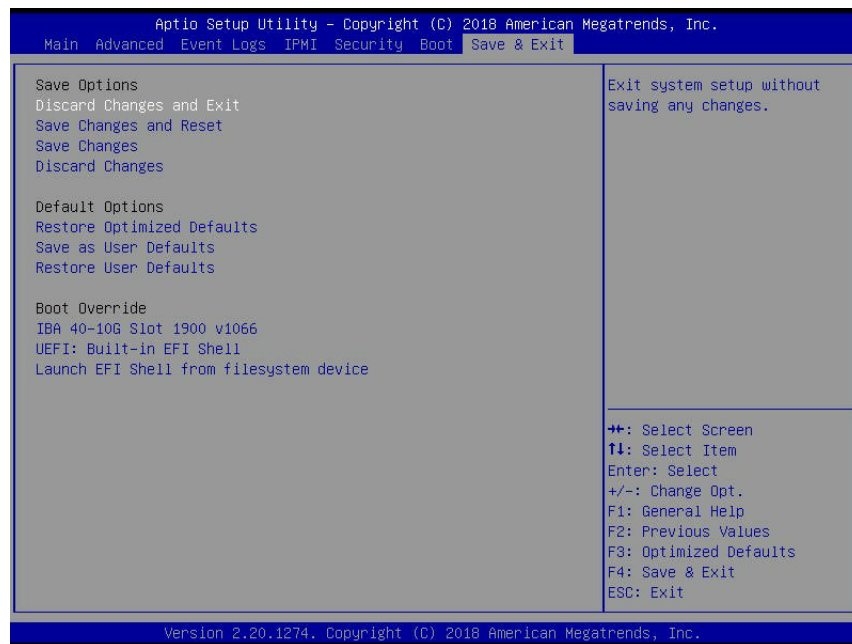 Aptio Setup Utility – Copyright (C) 2018 American Megatrends, Inc.
Main Advanced Event Logs IPMI Security Boot Save & Exit
Save Options
Discard Changes and Exit
Save Changes and Reset
Save Changes
Discard Changes
Default Options
Restore Optimized Defaults
Save as User Defaults
Restore User Defaults
Boot Override
IBA 40-10G Slot 1900 v1066
UEFI: Built-in EFI Shell
Launch EFI Shell from filesystem device
Exit system setup without
saving any changes.
→←: Select Screen
↑↓: Select Item
Enter: Select
+/-: Change Opt.
F1: General Help
F2: Previous Values
F3: Optimized Defaults
F4: Save & Exit
ESC: Exit
Version 2.20.1274. Copyright (C) 2018 American Megatrends, Inc.